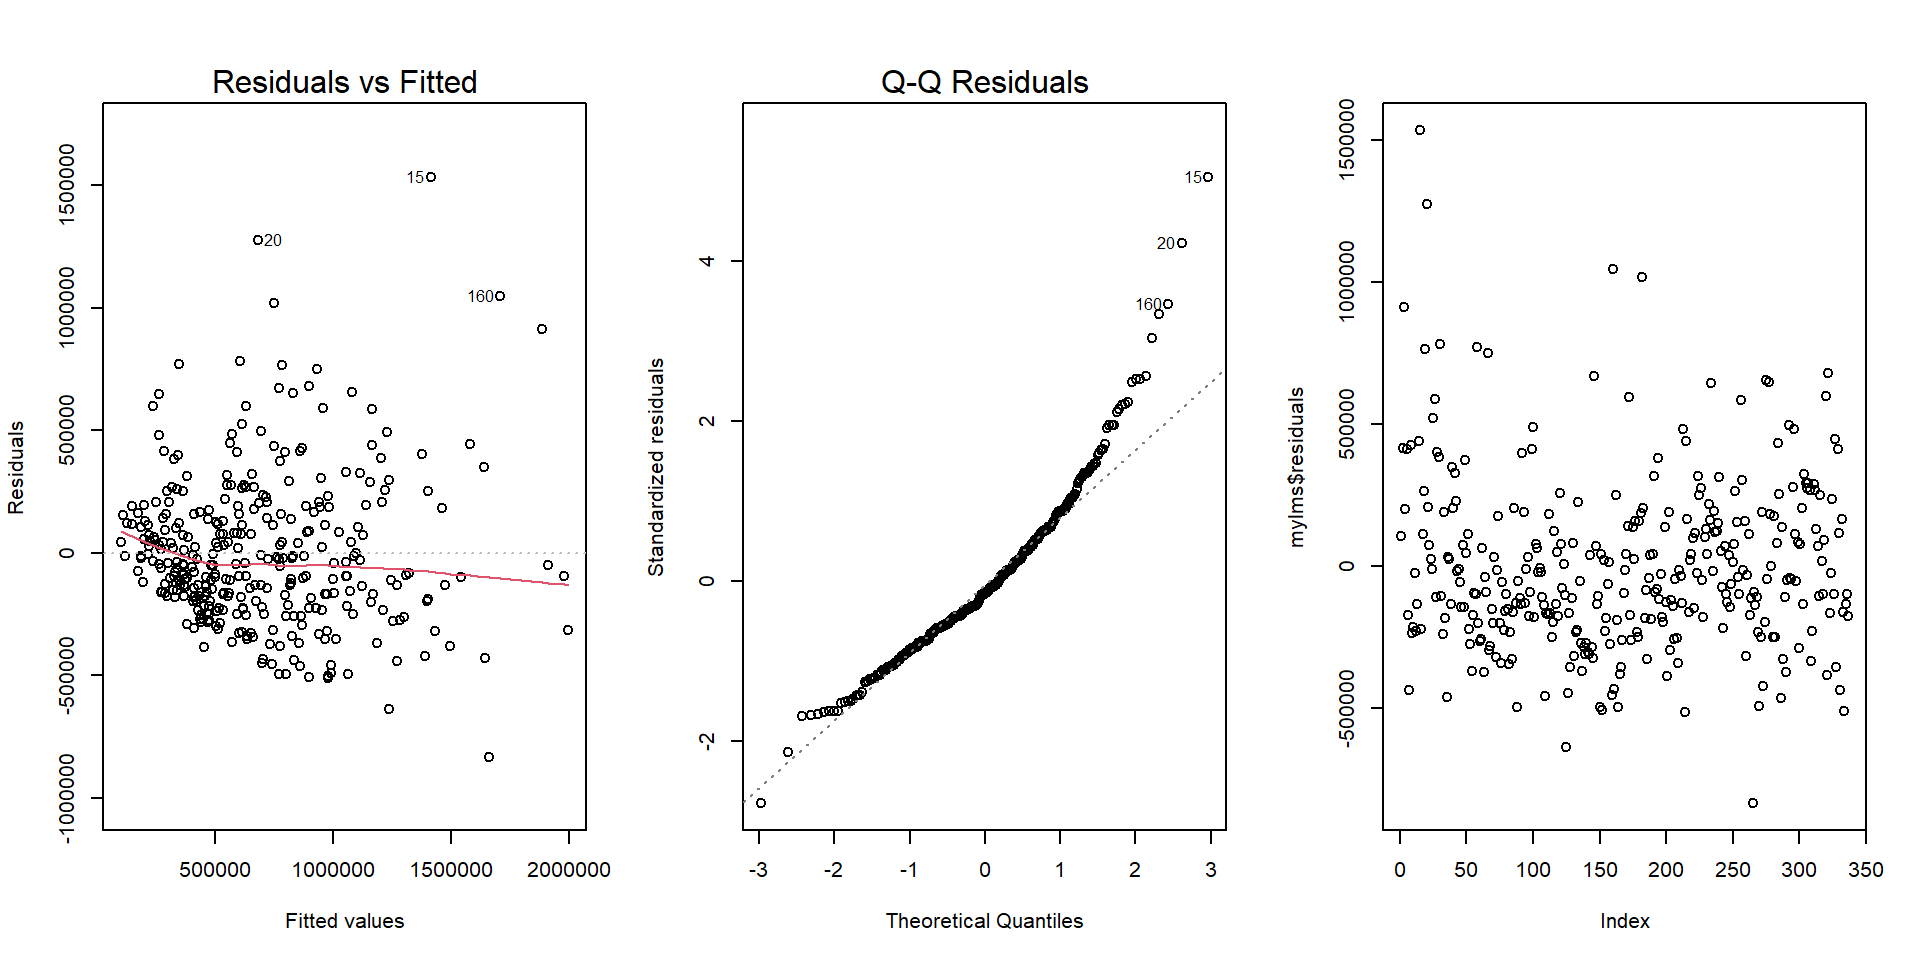 Residuals vs Fitted
Residuals
1500000
1000000
500000
0
-500000
-1000000
15
20
160
500000 1000000 1500000 2000000
Fitted values
Q-Q Residuals
Standardized residuals
4
2
0
-2
15
20
160
-3 -2 -1 0 1 2 3
Theoretical Quantiles
mylms$residuals
1500000
1000000
500000
0
-500000
0 50 100 150 200 250 300 350
Index